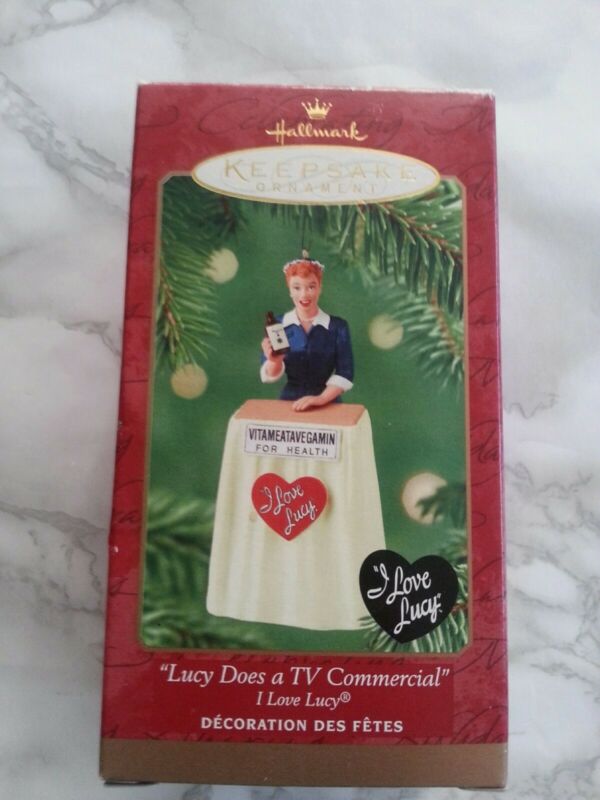 Hallmark
KEEPSAKE
ORNAMENT
VITAMEATAVEGAMIN
FOR HEALTH
I Love
Lucy
"I Love
Lucy"
"Lucy Does a TV Commercial"
I Love Lucy®
DÉCORATION DES FÊTES